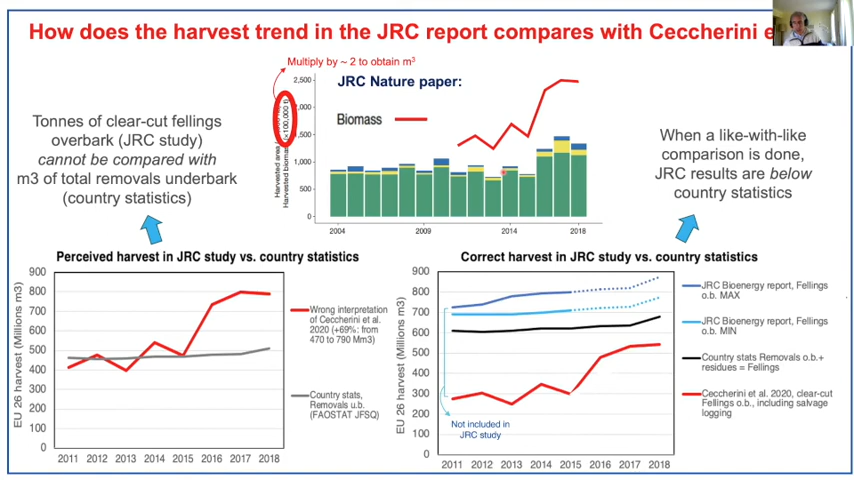 How does the harvest trend in the JRC report compares with Ceccherini e
Multiply by ~ 2 to obtain m3
JRC Nature paper:
Biomass
Harvested area
Harvested biomass (×100,000 t)
2,500
2,000
1,500
1,000
500
0
2004
2009
2014
2018
Tonnes of clear-cut fellings
overbark (JRC study)
cannot be compared with
m3 of total removals underbark
(country statistics)
When a like-with-like
comparison is done,
JRC results are below
country statistics
Perceived harvest in JRC study vs. country statistics
EU 26 harvest (Millions m3)
900
800
700
600
500
400
300
200
100
0
2011 2012 2013 2014 2015 2016 2017 2018
Wrong interpretation
of Ceccherini et al.
2020 (+69%: from
470 to 790 Mm3)
Country stats,
Removals u.b.
(FAOSTAT JFSQ)
Correct harvest in JRC study vs. country statistics
EU 26 harvest (Millions m3)
900
800
700
600
500
400
300
200
100
0
2011 2012 2013 2014 2015 2016 2017 2018
Not included in
JRC study
JRC Bioenergy report, Fellings
o.b. MAX
JRC Bioenergy report, Fellings
o.b. MIN
Country stats Removals o.b.+
residues = Fellings
Ceccherini et al. 2020, clear-cut
Fellings o.b., including salvage
logging